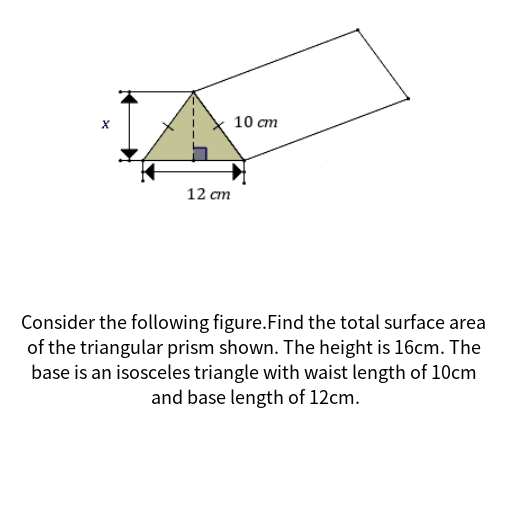 x
10 cm
12 cm
Consider the following figure.Find the total surface area
of the triangular prism shown. The height is 16cm. The
base is an isosceles triangle with waist length of 10cm
and base length of 12cm.